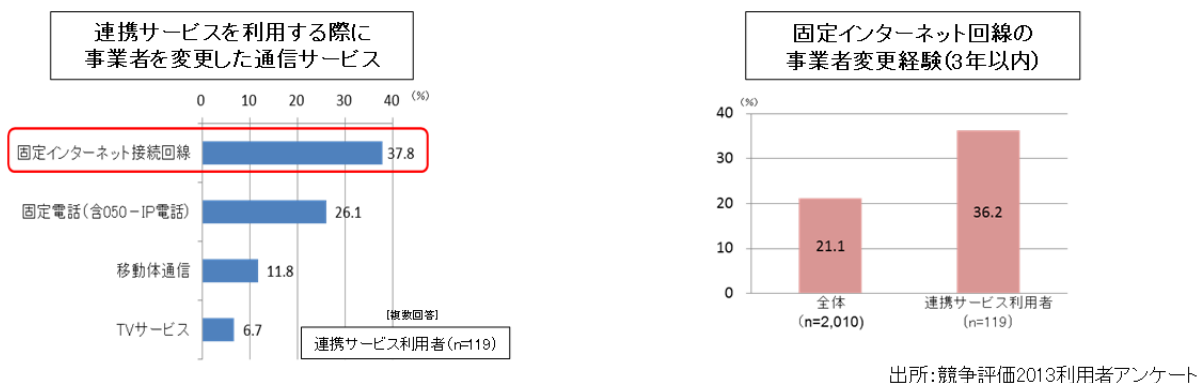 連携サービスを利用する際に
事業者を変更した通信サービス
0 10 20 30 40 (%)
固定インターネット接続回線 37.8
固定電話(含050－IP電話) 26.1
移動体通信 11.8
TVサービス 6.7
[複数回答]
連携サービス利用者(n=119)
固定インターネット回線の
事業者変更経験(3年以内)
(%)
40
30
20
10
0
21.1
36.2
全体 連携サービス利用者
(n=2,010) (n=119)
出所:競争評価2013利用者アンケート